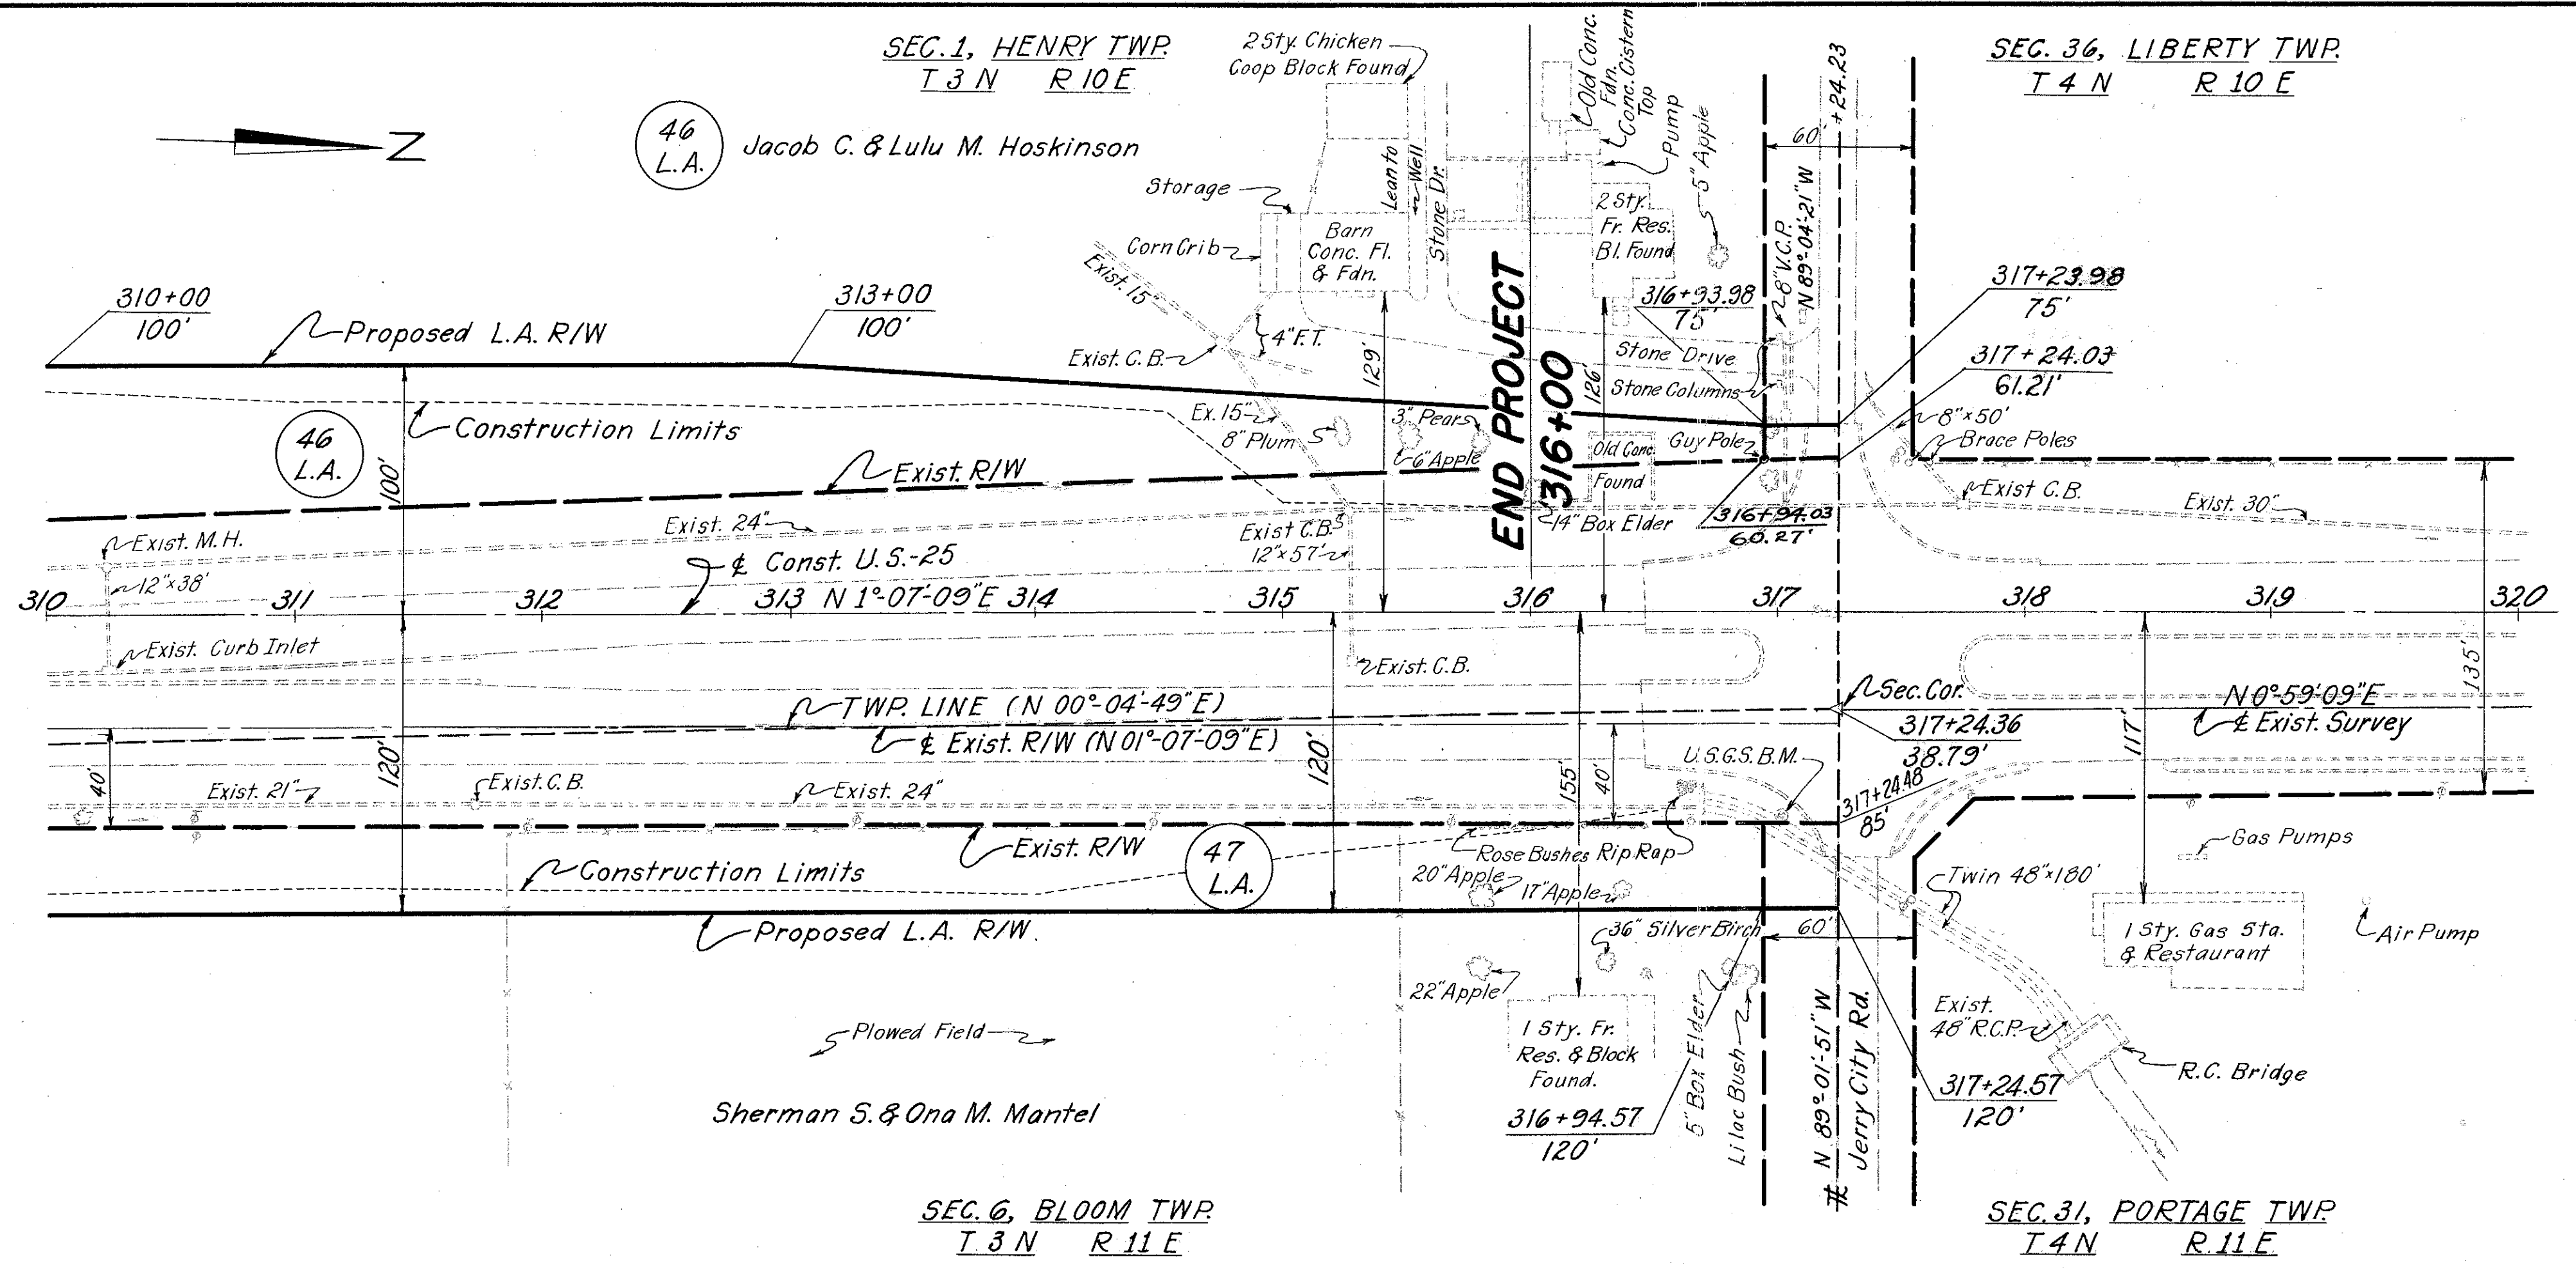 SEC. 1, HENRY TWP.
T 3 N R 10 E
2 Sty. Chicken
Coop Block Found.
Old Conc.
Fdn.
Conc. Cistern
Top
Pump
5" Apple
+24.23
SEC. 36, LIBERTY TWP.
T 4 N R 10 E
Z
46
L.A.
Jacob C. & Lulu M. Hoskinson
60'
Storage
Lean to
Well
Stone Dr.
2 Sty.
Fr. Res.
Bl. Found
8" V.C.P.
N 89°-04'-21" W
Corn Crib
Barn
Conc. Fl.
& Fdn.
Exist. 15"
310+00
100'
Proposed L.A. R/W
313+00
100'
4" F.T.
Exist. C.B.
129'
END PROJECT
316+00
126'
316+93.98
75'
Stone Drive
Stone Columns
317+23.98
75'
317+24.03
61.21'
46
L.A.
Construction Limits
100'
Ex. 15"
8" Plum
3" Pears
6" Apple
Old Conc.
Found
Guy Pole
8"x50'
Brace Poles
Exist. R/W
Exist. M.H.
Exist. 24"
Exist C.B.
12"x57'
14" Box Elder
316+94.03
60.27'
Exist C.B.
Exist. 30"
12"x38'
℄ Const. U.S.-25
310 311 312 313 N 1°-07'-09" E 314 315 316 317 318 319 320
Exist. Curb Inlet
Exist. C.B.
135'
TWP. LINE (N 00°-04'-49" E)
℄ Exist. R/W (N 01°-07'-09" E)
Sec. Cor.
317+24.36
38.79'
N 0°-59'-09" E
℄ Exist. Survey
40'
120'
120'
155'
40'
117'
U.S.G.S. B.M.
317+24.48
85'
Exist. 21"
Exist. C.B.
Exist. 24"
Exist. R/W
47
L.A.
Rose Bushes Rip Rap
Gas Pumps
Construction Limits
20" Apple
17" Apple
Twin 48"x180'
Proposed L.A. R/W.
36" Silver Birch
60'
1 Sty. Gas Sta.
& Restaurant
Air Pump
22" Apple
Plowed Field
1 Sty. Fr.
Res. & Block
Found.
5" Box Elder
Lilac Bush
N 89°-01'-51" W
Jerry City Rd.
Exist.
48" R.C.P.
R.C. Bridge
316+94.57
120'
317+24.57
120'
Sherman S. & Ona M. Mantel
SEC. 6, BLOOM TWP.
T 3 N R 11 E
SEC. 31, PORTAGE TWP.
T 4 N R 11 E